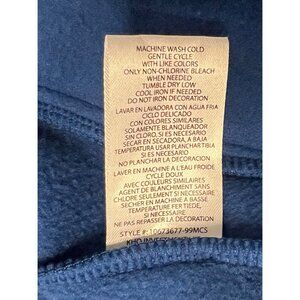 MACHINE WASH COLD
GENTLE CYCLE
WITH LIKE COLORS
ONLY NON-CHLORINE BLEACH
WHEN NEEDED
TUMBLE DRY LOW
COOL IRON IF NEEDED
DO NOT IRON DECORATION
LAVAR EN LAVADORA CON AGUA FRIA
CICLO DELICADO
CON COLORES SIMILARES
SOLAMENTE BLANQUEADOR
SIN CLORO, SI ES NECESARIO
SECAR EN SECADORA, A BAJA
TEMPERATURA USAR PLANCHA TIBIA
SI ES NECESARIO
NO PLANCHAR LA DECORACION
LAVER EN MACHINE A L'EAU FROIDE
CYCLE DOUX
AVEC COULEURS SIMILAIRES
AGENT DE BLANCHIMENT SANS
CHLORE SEULEMENT SI NECESSAIRE
SECHER EN MACHINE A BASSE
TEMPERATURE FER TIEDE,
SI NECESSAIRE
NE PAS REPASSER LA DECORATION
STYLE #:10673677-99MCS